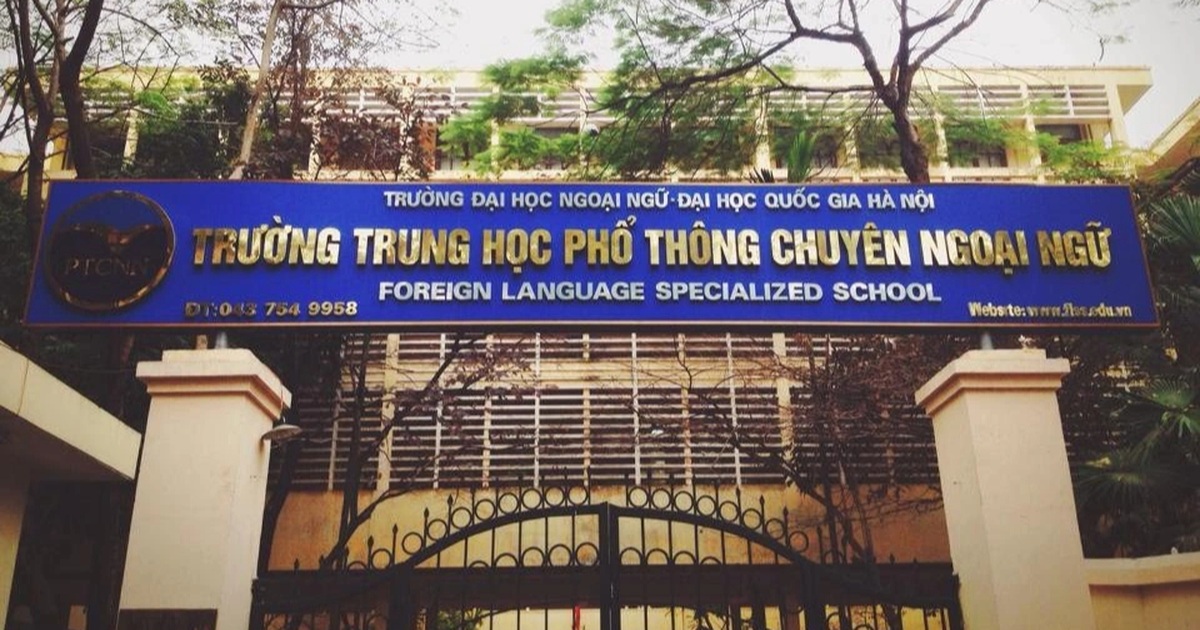 TRƯỜNG ĐẠI HỌC NGOẠI NGỮ-ĐẠI HỌC QUỐC GIA HÀ NỘI
PTCNN
TRƯỜNG TRUNG HỌC PHỔ THÔNG CHUYÊN NGOẠI NGỮ
FOREIGN LANGUAGE SPECIALIZED SCHOOL
ĐT:043 754 9958
Website: www.flss.edu.vn